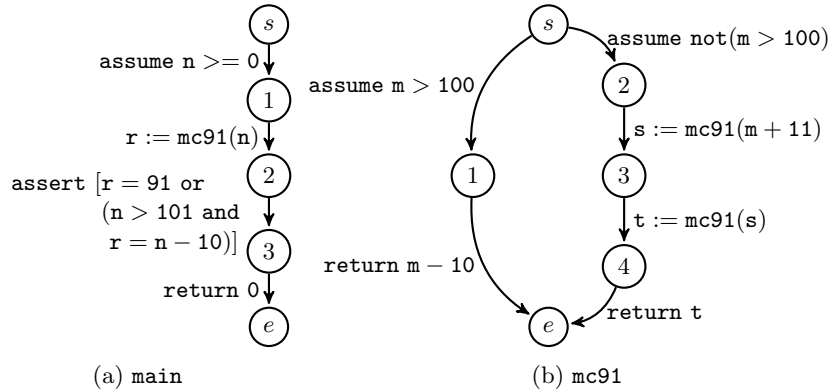 s
assume n >= 0
1
r := mc91(n)
2
assert [r = 91 or
(n > 101 and
r = n − 10)]
3
return 0
e
(a) main
s
assume not(m > 100)
assume m > 100
2
s := mc91(m + 11)
1
3
t := mc91(s)
return m − 10
4
return t
e
(b) mc91